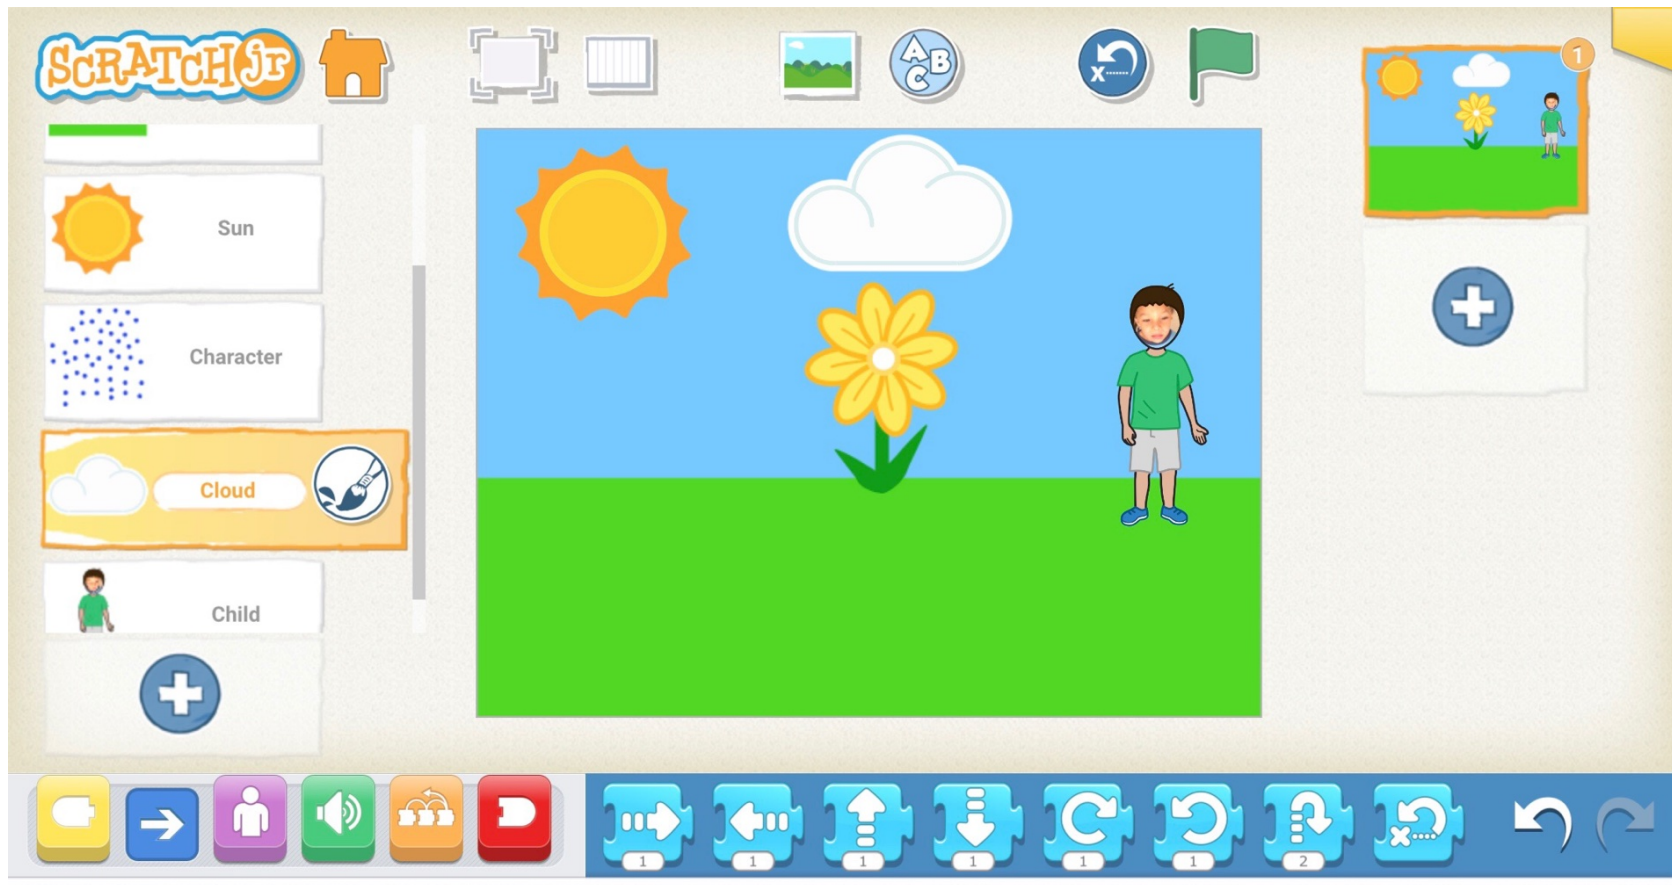 SCRATCHjr
A B C
X
1
Sun
Character
Cloud
Child
1 1 1 1 1 1 2
X